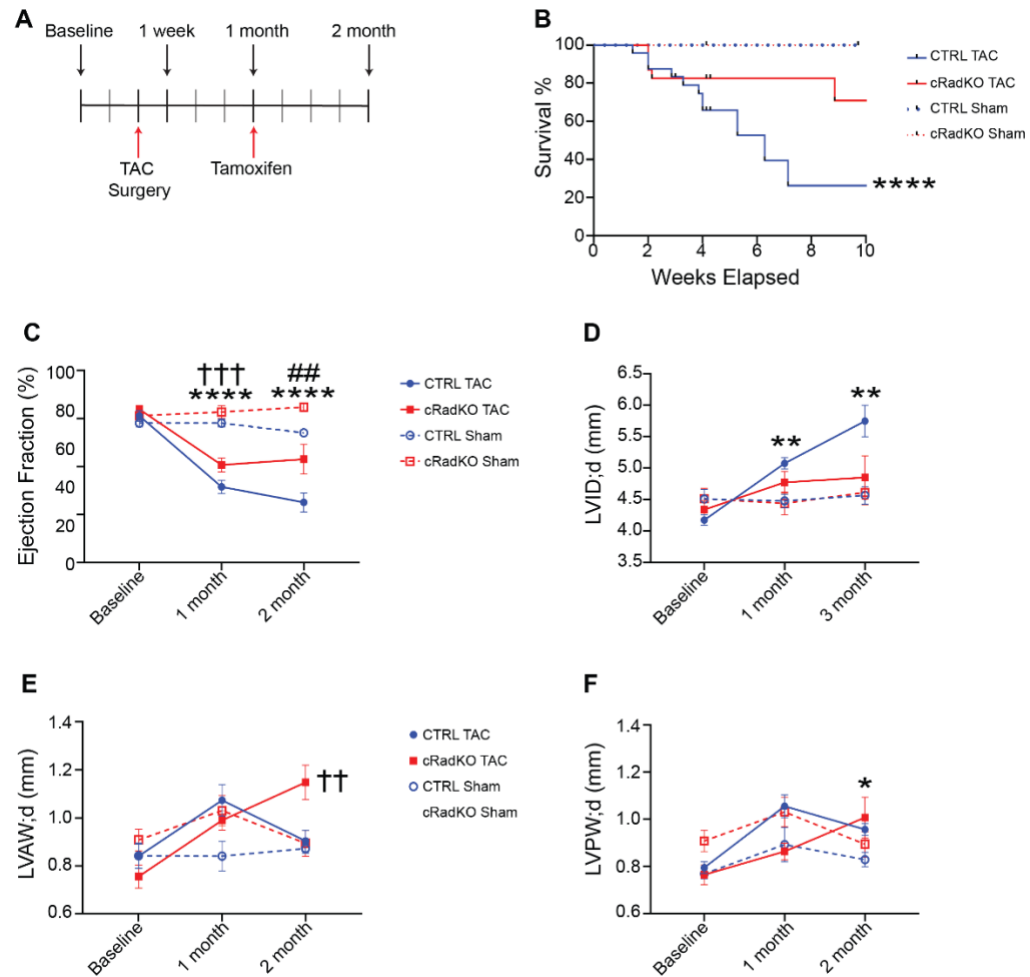 A
Baseline 1 week 1 month 2 month
TAC Surgery
Tamoxifen
B
Survival %
100
80
60
40
20
0
0 2 4 6 8 10
Weeks Elapsed
****
CTRL TAC
cRadKO TAC
CTRL Sham
cRadKO Sham
C
Ejection Fraction (%)
100
80
60
40
20
0
††† ##
**** ****
Baseline 1 month 2 month
CTRL TAC
cRadKO TAC
CTRL Sham
cRadKO Sham
D
LVID;d (mm)
6.5
6.0
5.5
5.0
4.5
4.0
3.5
** **
Baseline 1 month 3 month
E
LVAW;d (mm)
1.4
1.2
1.0
0.8
0.6
††
Baseline 1 month 2 month
CTRL TAC
cRadKO TAC
CTRL Sham
cRadKO Sham
F
LVPW;d (mm)
1.4
1.2
1.0
0.8
0.6
*
Baseline 1 month 2 month